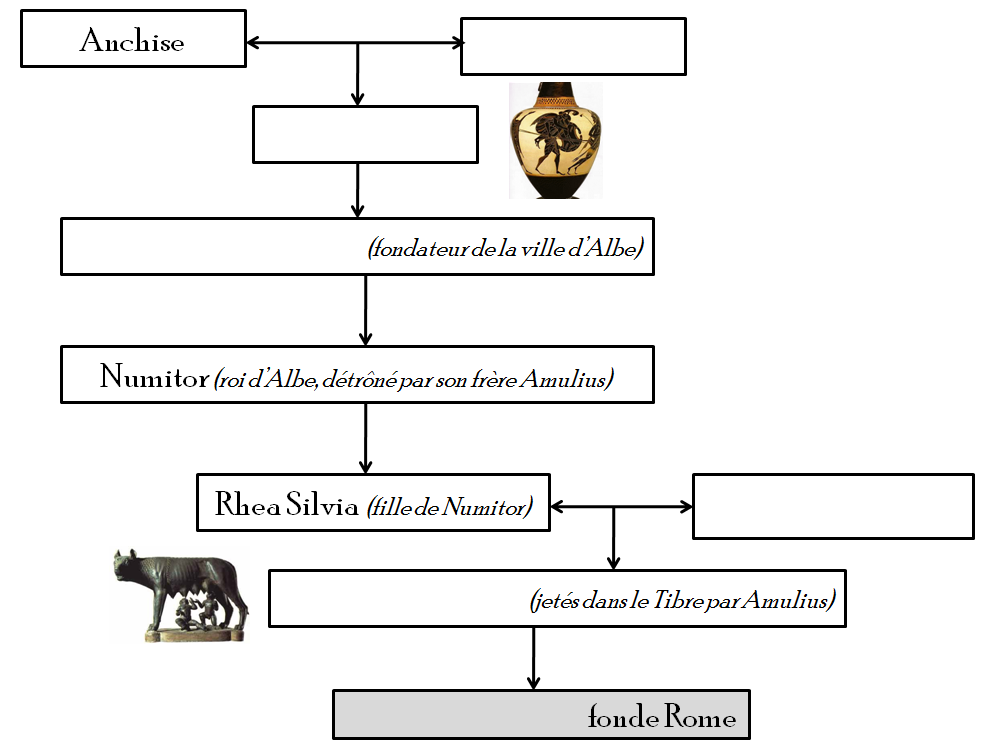 Anchise
(fondateur de la ville d'Albe)
Numitor (roi d'Albe, détrôné par son frère Amulius)
Rhea Silvia (fille de Numitor)
(jetés dans le Tibre par Amulius)
fonde Rome